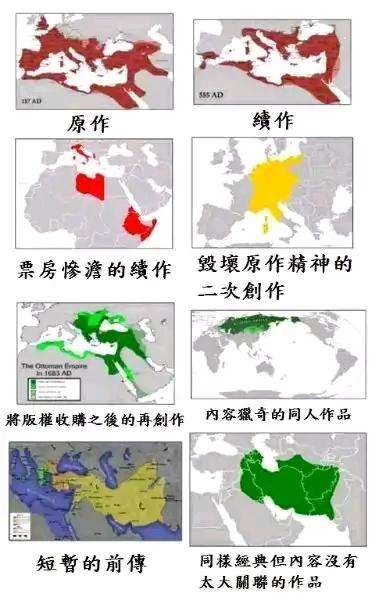 117 AD
555 AD
原作
續作
票房慘澹的續作
毀壞原作精神的
二次創作
The Ottoman Empire
in 1683 AD
將版權收購之後的再創作
內容獵奇的同人作品
短暫的前傳
同樣經典但內容沒有
太大關聯的作品